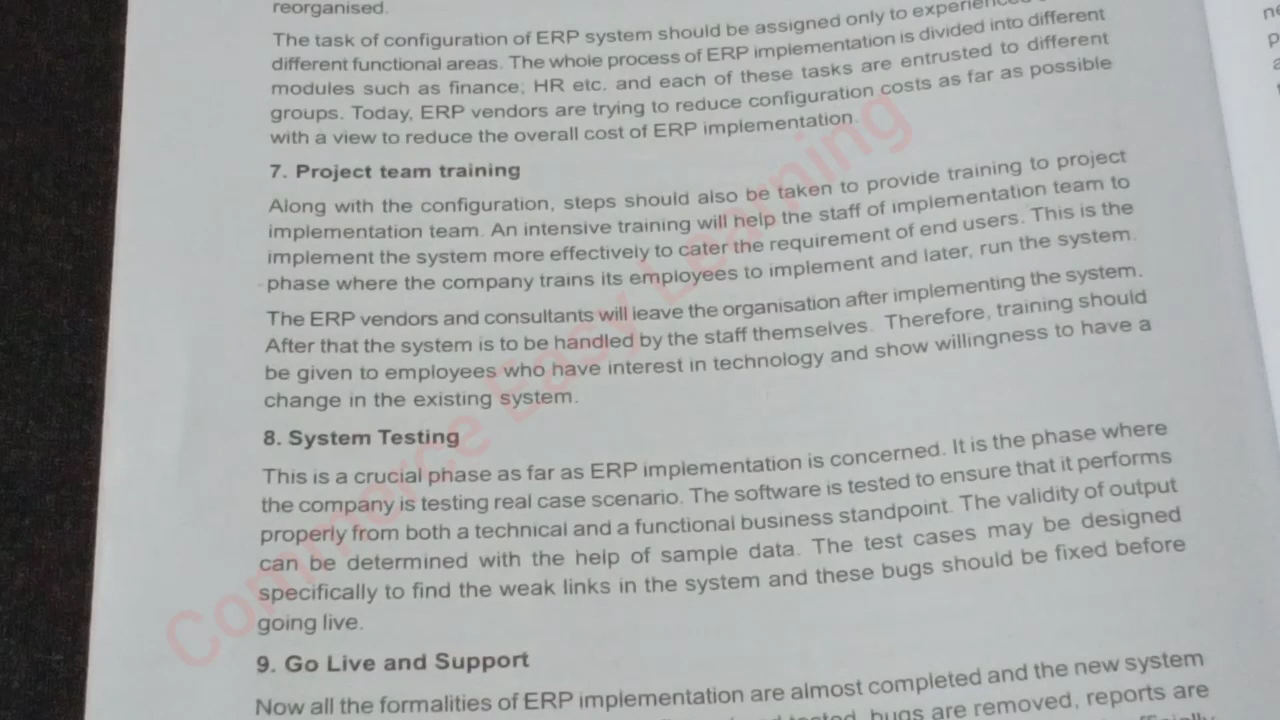 reorganised.
The task of configuration of ERP system should be assigned only to
different functional areas. The whole process of ERP implementation is divided into different
modules such as finance; HR etc. and each of these tasks are entrusted to different
groups. Today, ERP vendors are trying to reduce configuration costs as far as possible
with a view to reduce the overall cost of ERP implementation.
7. Project team training
Along with the configuration, steps should also be taken to provide training to project
implementation team. An intensive training will help the staff of implementation team to
implement the system more effectively to cater the requirement of end users. This is the
phase where the company trains its employees to implement and later, run the system.
The ERP vendors and consultants will leave the organisation after implementing the system.
After that the system is to be handled by the staff themselves. Therefore, training should
be given to employees who have interest in technology and show willingness to have a
change in the existing system.
8. System Testing
This is a crucial phase as far as ERP implementation is concerned. It is the phase where
the company is testing real case scenario. The software is tested to ensure that it performs
properly from both a technical and a functional business standpoint. The validity of output
can be determined with the help of sample data. The test cases may be designed
specifically to find the weak links in the system and these bugs should be fixed before
going live.
9. Go Live and Support
Now all the formalities of ERP implementation are almost completed and the new system
bugs are removed, reports are
Commerce Easy Learning